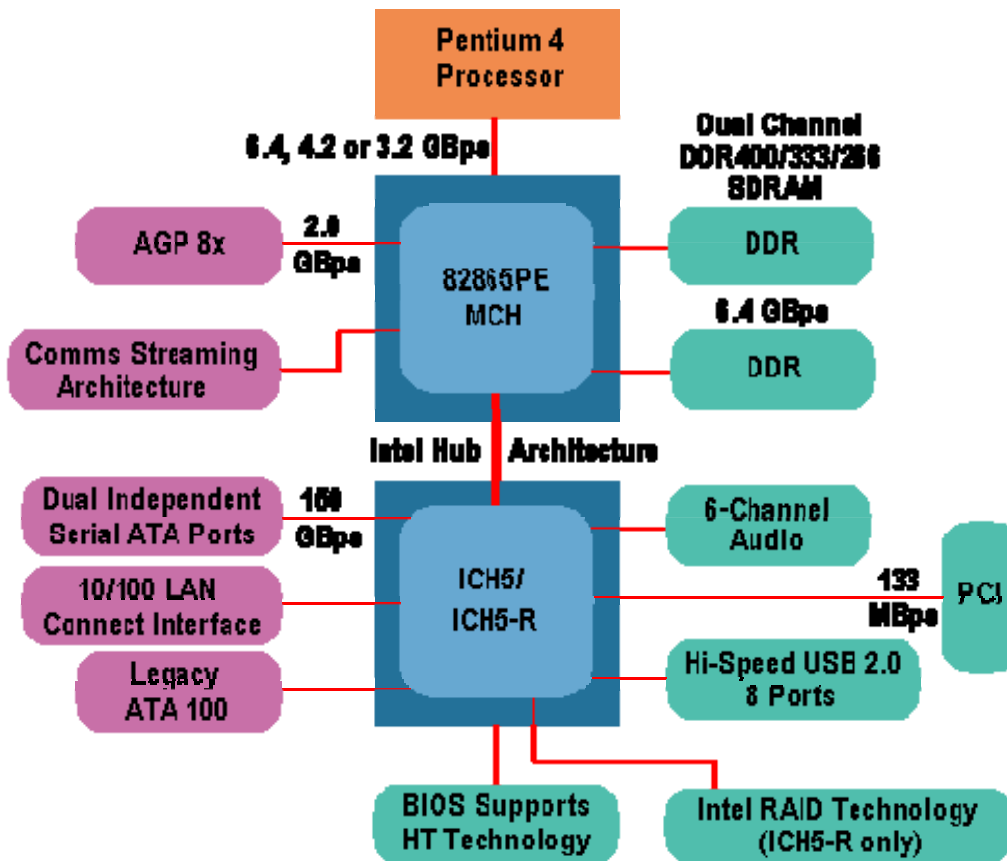 Pentium 4
Processor
6.4, 4.2 or 3.2 GBps
Dual Channel
DDR400/333/266
SDRAM
AGP 8x
2.0
GBps
82865PE
MCH
DDR
6.4 GBps
DDR
Comms Streaming
Architecture
Intel Hub Architecture
Dual Independent
Serial ATA Ports
150
GBps
6-Channel
Audio
10/100 LAN
Connect Interface
ICH5/
ICH5-R
133
MBps
PCI
Legacy
ATA 100
Hi-Speed USB 2.0
8 Ports
BIOS Supports
HT Technology
Intel RAID Technology
(ICH5-R only)